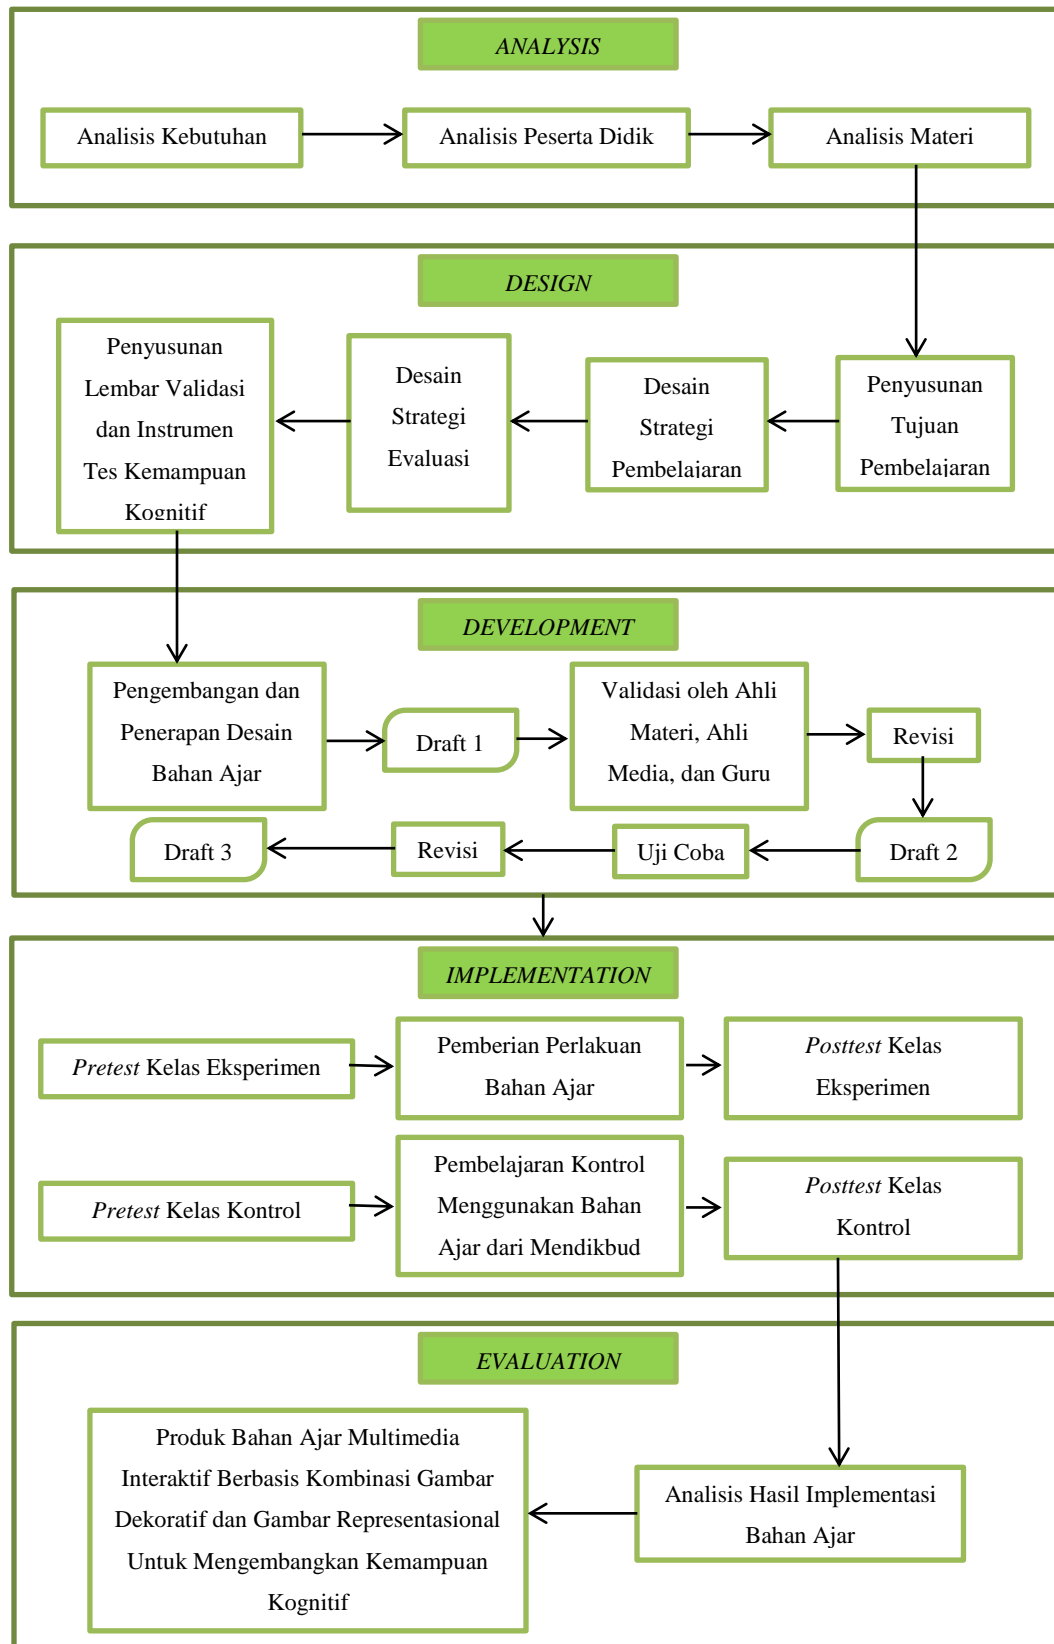 ANALYSIS
Analisis Kebutuhan
Analisis Peserta Didik
Analisis Materi
DESIGN
Penyusunan
Lembar Validasi
dan Instrumen
Tes Kemampuan
Kognitif
Desain
Strategi
Evaluasi
Desain
Strategi
Pembelajaran
Penyusunan
Tujuan
Pembelajaran
DEVELOPMENT
Pengembangan dan
Penerapan Desain
Bahan Ajar
Draft 1
Validasi oleh Ahli
Materi, Ahli
Media, dan Guru
Revisi
Draft 3
Revisi
Uji Coba
Draft 2
IMPLEMENTATION
Pretest Kelas Eksperimen
Pemberian Perlakuan
Bahan Ajar
Posttest Kelas
Eksperimen
Pretest Kelas Kontrol
Pembelajaran Kontrol
Menggunakan Bahan
Ajar dari Mendikbud
Posttest Kelas
Kontrol
EVALUATION
Produk Bahan Ajar Multimedia
Interaktif Berbasis Kombinasi Gambar
Dekoratif dan Gambar Representasional
Untuk Mengembangkan Kemampuan
Kognitif
Analisis Hasil Implementasi
Bahan Ajar